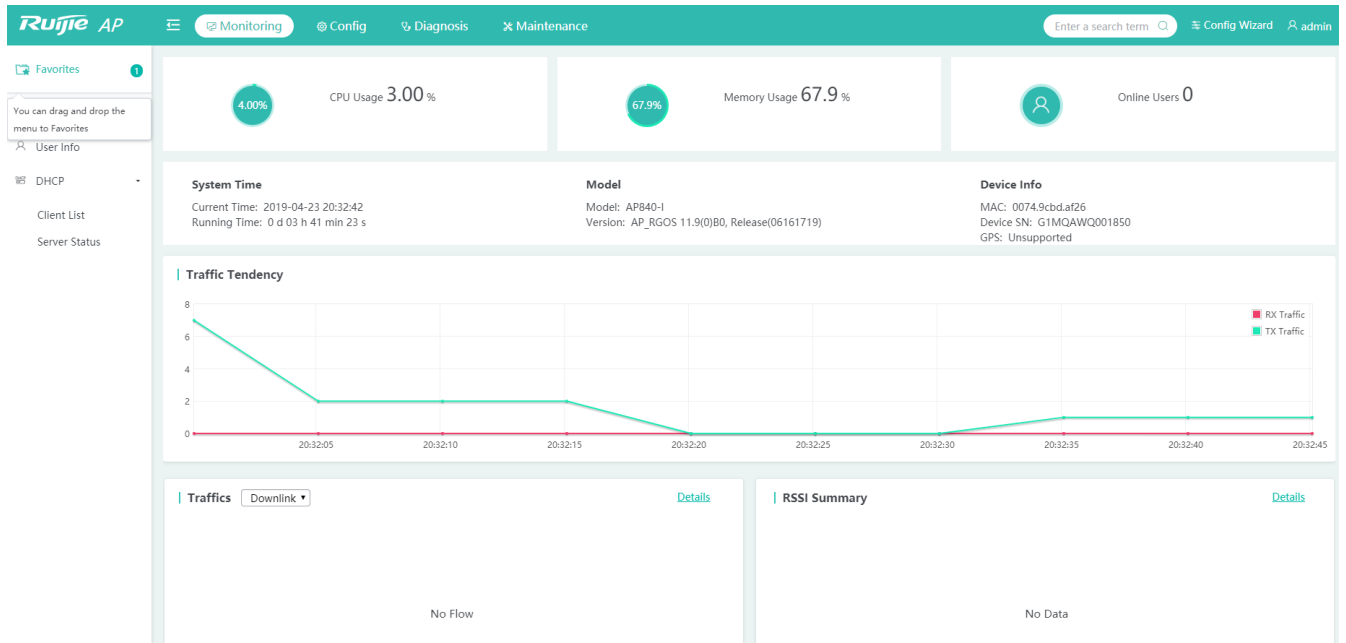 Ruijie AP
Monitoring
Config
Diagnosis
Maintenance
Enter a search term
Config Wizard
admin
Favorites
1
You can drag and drop the
menu to Favorites
User Info
DHCP
Client List
Server Status
4.00%
CPU Usage 3.00 %
67.9%
Memory Usage 67.9 %
Online Users 0
System Time
Current Time: 2019-04-23 20:32:42
Running Time: 0 d 03 h 41 min 23 s
Model
Model: AP840-I
Version: AP_RGOS 11.9(0)B0, Release(06161719)
Device Info
MAC: 0074.9cbd.af26
Device SN: G1MQAWQ001850
GPS: Unsupported
Traffic Tendency
8
6
4
2
0
RX Traffic
TX Traffic
20:32:05 20:32:10 20:32:15 20:32:20 20:32:25 20:32:30 20:32:35 20:32:40 20:32:45
Traffics Downlink Details
No Flow
RSSI Summary Details
No Data